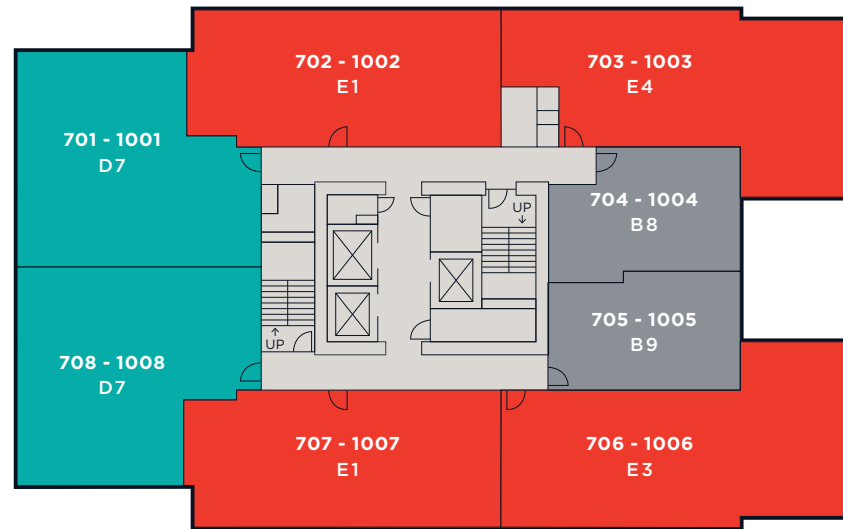 702 - 1002
E1
703 - 1003
E4
701 - 1001
D7
704 - 1004
B8
UP
705 - 1005
B9
UP
708 - 1008
D7
707 - 1007
E1
706 - 1006
E3